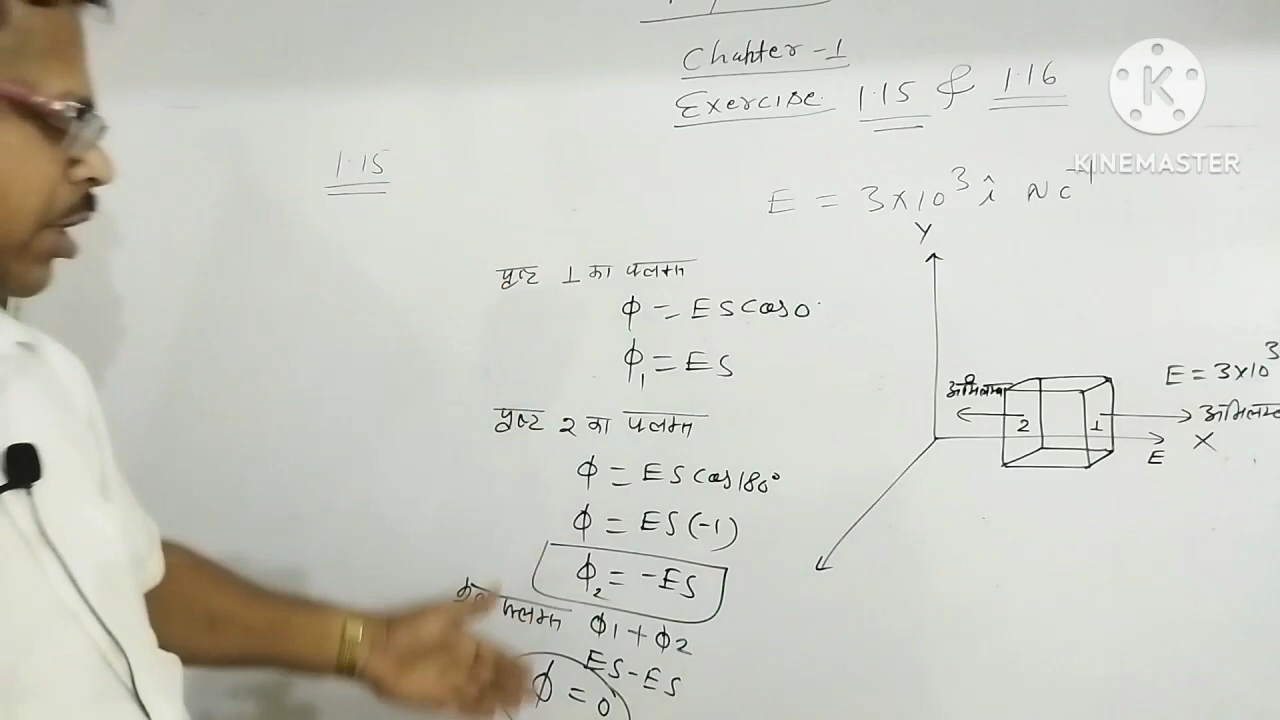 Chapter - 1
Exercise 1.15 & 1.16
KINEMASTER
1.15
E = 3×10³ î NC⁻¹
Y
पृष्ट 1 का फ्लक्स
ϕ = ES cos 0°
ϕ₁ = ES
पृष्ट 2 का फ्लक्स
ϕ = ES cos 180°
ϕ = ES (-1)
ϕ₂ = -ES
कुल फ्लक्स ϕ1 + ϕ2
ES - ES
ϕ = 0
E = 3×10³
अभिलम्ब
2
1
अभिलम्ब
E
X